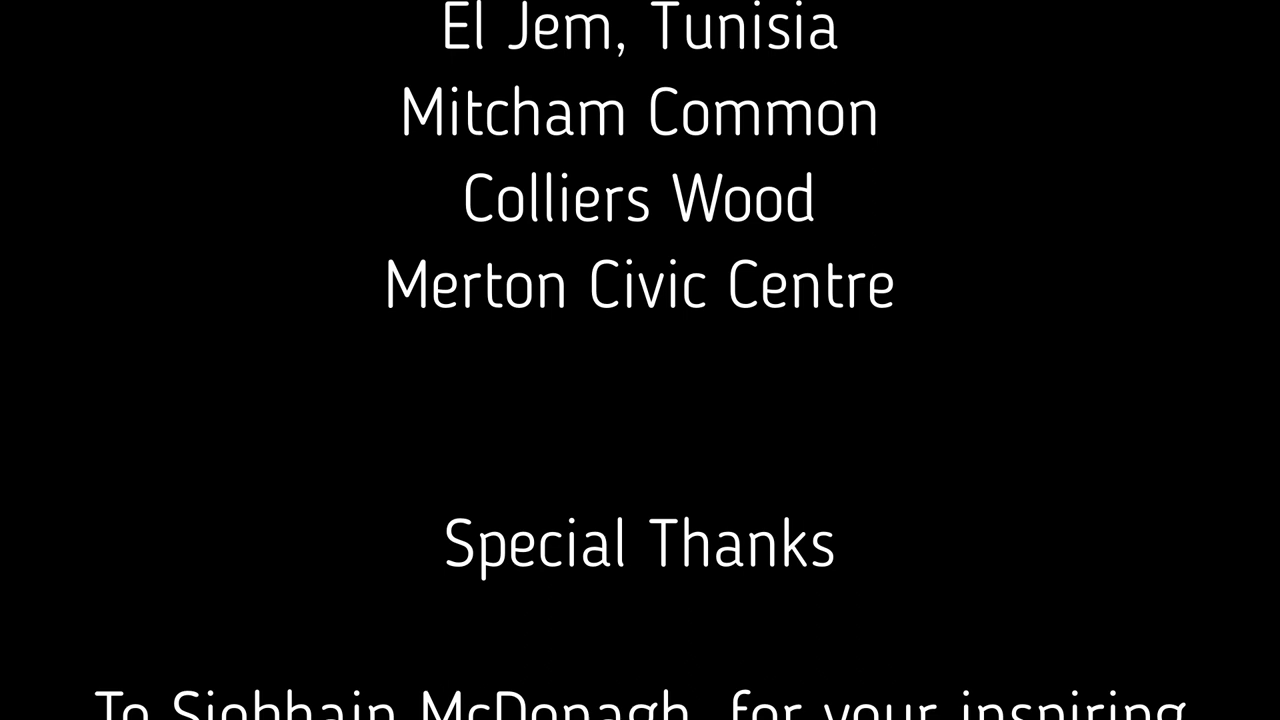 El Jem, Tunisia
Mitcham Common
Colliers Wood
Merton Civic Centre
Special Thanks
To Siobhain McDonagh, for your inspiring